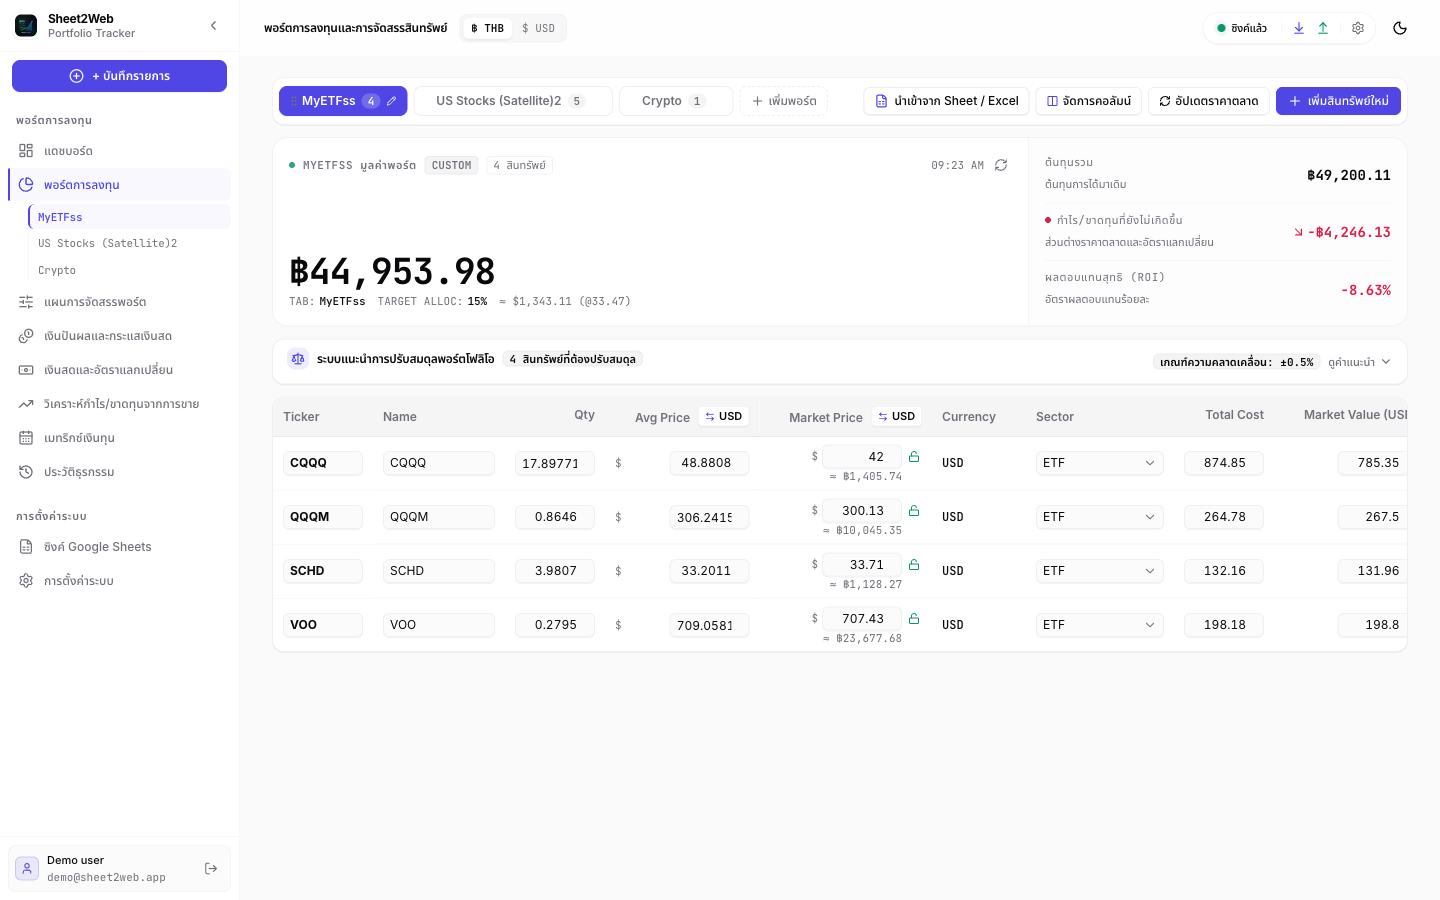 Sheet2Web
Portfolio Tracker
+ บันทึกรายการ
พอร์ตการลงทุน
แดชบอร์ด
พอร์ตการลงทุน
MyETFss
US Stocks (Satellite)2
Crypto
แผนการจัดสรรพอร์ต
เงินปันผลและกระแสเงินสด
เงินสดและอัตราแลกเปลี่ยน
วิเคราะห์กำไร/ขาดทุนจากการขาย
เมทริกซ์เงินทุน
ประวัติธุรกรรม
การตั้งค่าระบบ
ซิงค์ Google Sheets
การตั้งค่าระบบ
Demo user
demo@sheet2web.app
พอร์ตการลงทุนและการจัดสรรสินทรัพย์ ฿ THB $ USD
ซิงค์แล้ว
MyETFss 4 US Stocks (Satellite)2 5 Crypto 1 เพิ่มพอร์ต นำเข้าจาก Sheet / Excel จัดการคอลัมน์ อัปเดตราคาตลาด เพิ่มสินทรัพย์ใหม่
MYETFSS มูลค่าพอร์ต CUSTOM 4 สินทรัพย์ 09:23 AM
฿44,953.98
TAB: MyETFss TARGET ALLOC: 15% ≈ $1,343.11 (@33.47)
ต้นทุนรวม
ต้นทุนการได้มาเดิม
฿49,200.11
กำไร/ขาดทุนที่ยังไม่เกิดขึ้น
ส่วนต่างราคาตลาดและอัตราแลกเปลี่ยน
-฿4,246.13
ผลตอบแทนสุทธิ (ROI)
อัตราผลตอบแทนร้อยละ
-8.63%
ระบบแนะนำการปรับสมดุลพอร์ตโฟลิโอ 4 สินทรัพย์ที่ต้องปรับสมดุล เกณฑ์ความคลาดเคลื่อน: ±0.5% ดูคำแนะนำ
Ticker Name Qty Avg Price USD Market Price USD Currency Sector Total Cost Market Value (USI
CQQQ CQQQ 17.89771 $ 48.8808 $ 42 USD ETF 874.85 785.35
≈ ฿1,405.74
QQQM QQQM 0.8646 $ 306.2415 $ 300.13 USD ETF 264.78 267.5
≈ ฿10,045.35
SCHD SCHD 3.9807 $ 33.2011 $ 33.71 USD ETF 132.16 131.96
≈ ฿1,128.27
VOO VOO 0.2795 $ 709.0581 $ 707.43 USD ETF 198.18 198.8
≈ ฿23,677.68